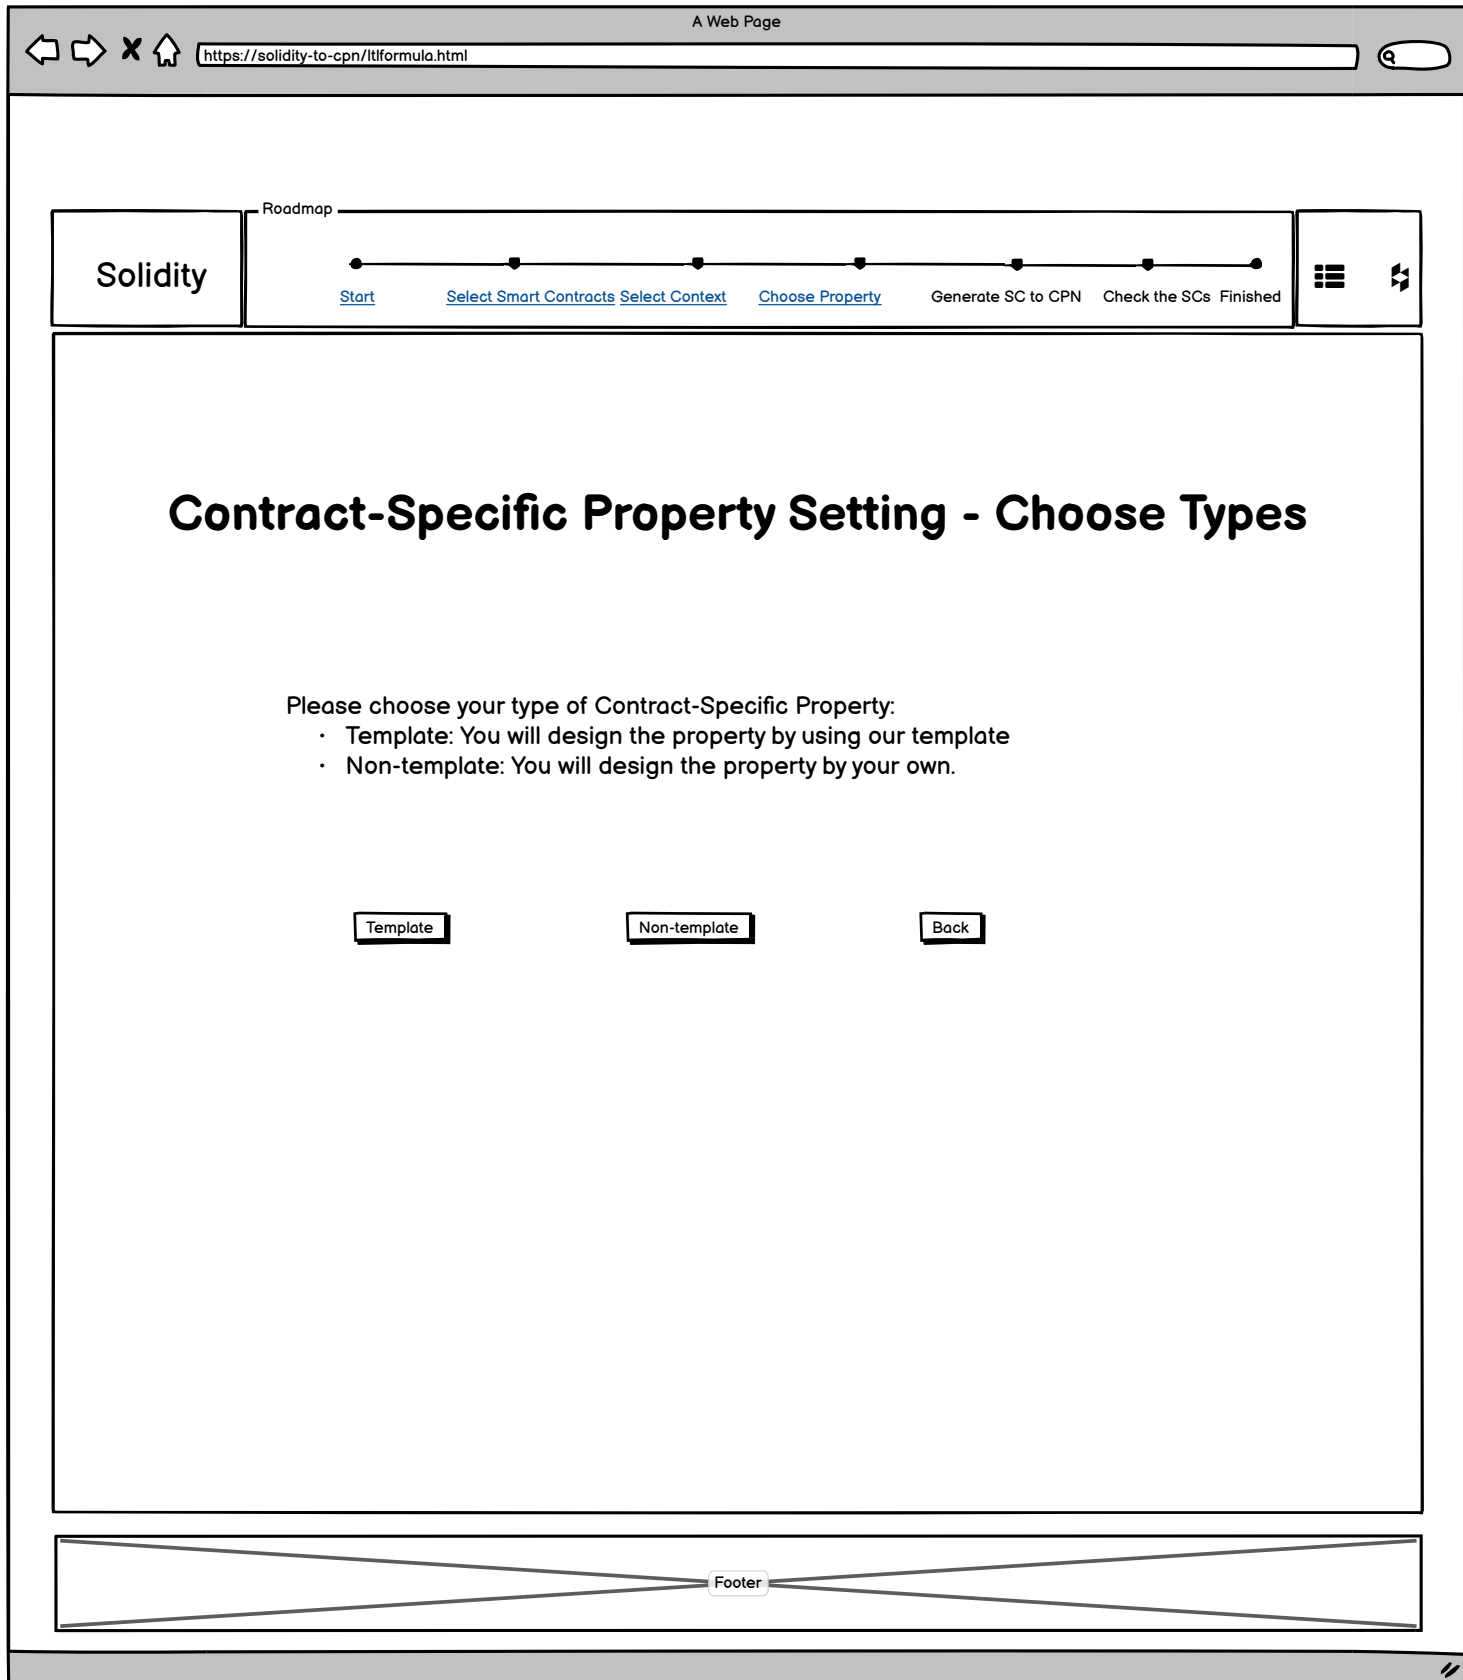 A Web Page
https://solidity-to-cpn/ltlformula.html
Roadmap
Solidity
Start Select Smart Contracts Select Context Choose Property Generate SC to CPN Check the SCs Finished
Contract-Specific Property Setting - Choose Types
Please choose your type of Contract-Specific Property:
• Template: You will design the property by using our template
• Non-template: You will design the property by your own.
Template Non-template Back
Footer